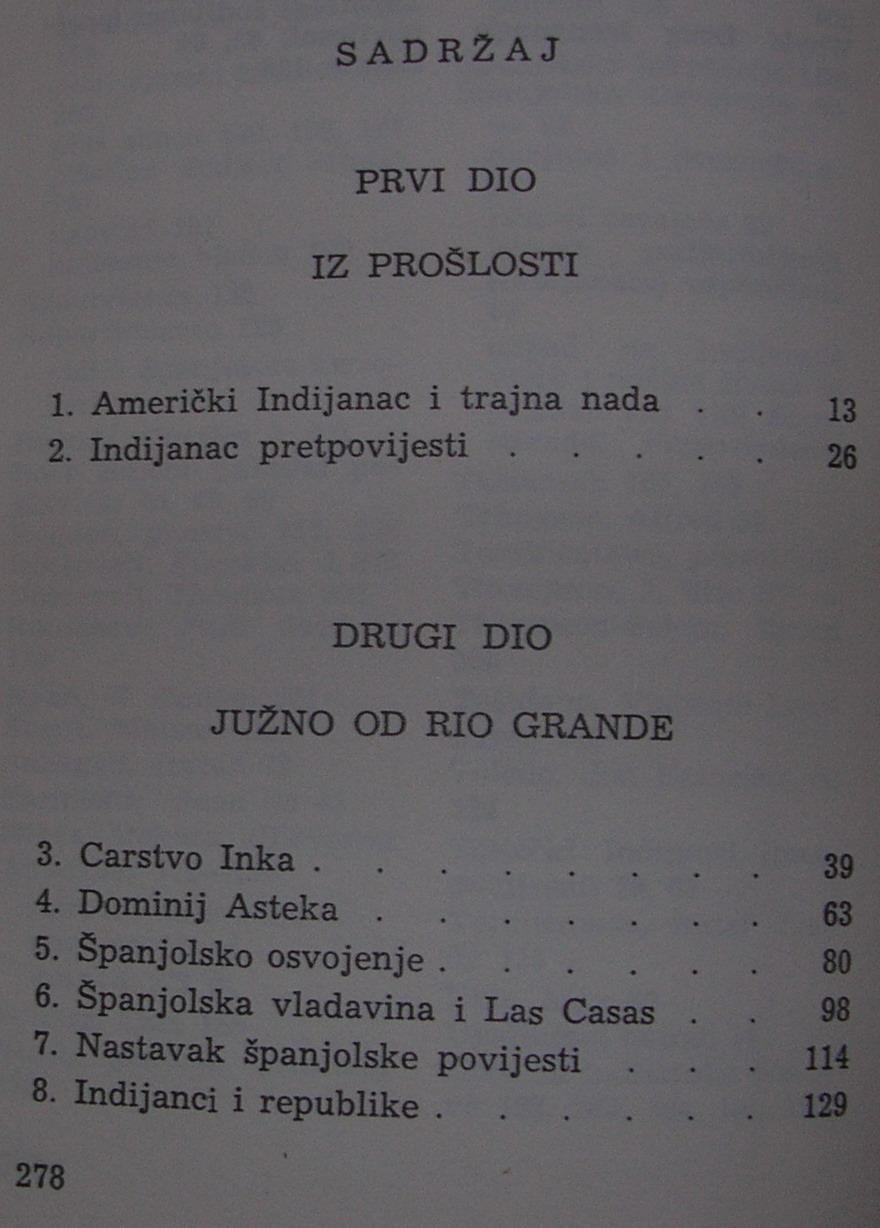 SADRŽAJ
PRVI DIO
IZ PROŠLOSTI
1. Američki Indijanac i trajna nada . . 13
2. Indijanac pretpovijesti . . . . . 26
DRUGI DIO
JUŽNO OD RIO GRANDE
3. Carstvo Inka . . . . . . . . 39
4. Dominij Asteka . . . . . . . 63
5. Španjolsko osvojenje . . . . . . 80
6. Španjolska vladavina i Las Casas . . 98
7. Nastavak španjolske povijesti . . . 114
8. Indijanci i republike . . . . . . 129
278